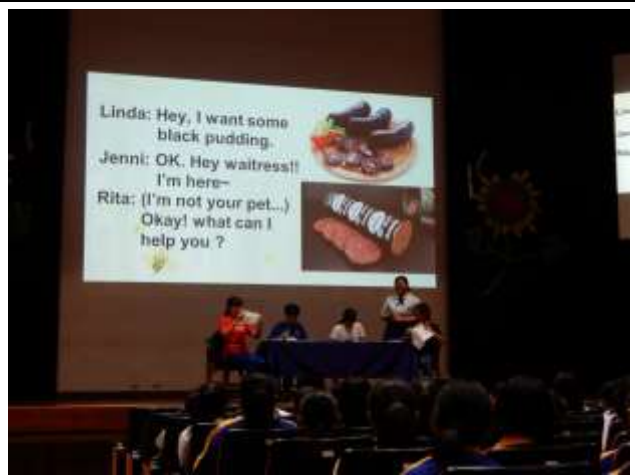 Linda: Hey, I want some
black pudding.
Jenni: OK. Hey waitress!!
I'm here~
Rita: (I'm not your pet...)
Okay! what can I
help you ?